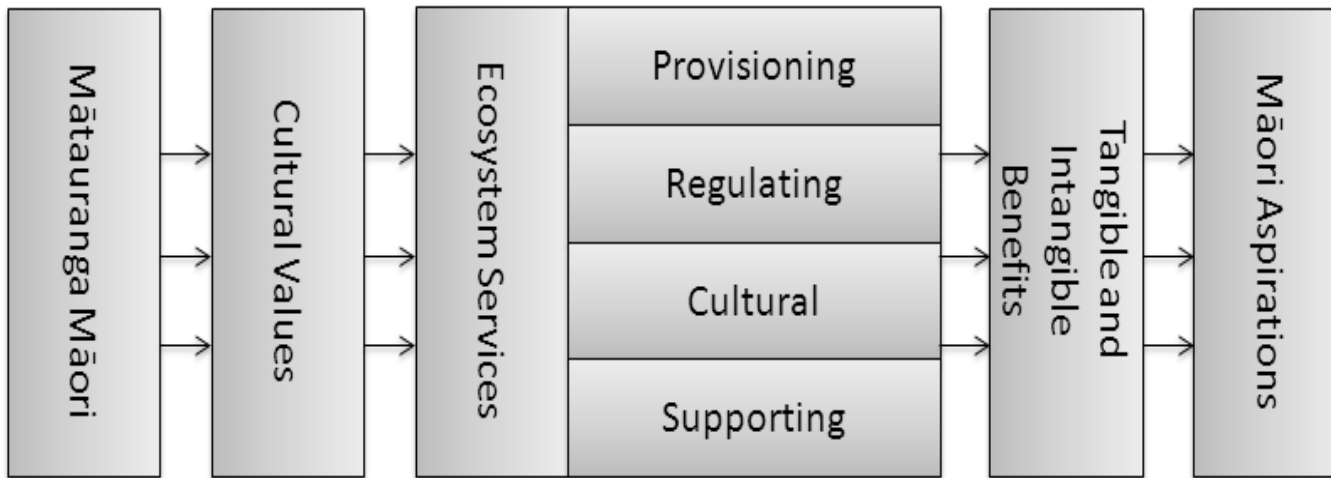 Mātauranga Māori
Cultural Values
Ecosystem Services
Provisioning
Regulating
Cultural
Supporting
Tangible and
Intangible
Benefits
Māori Aspirations